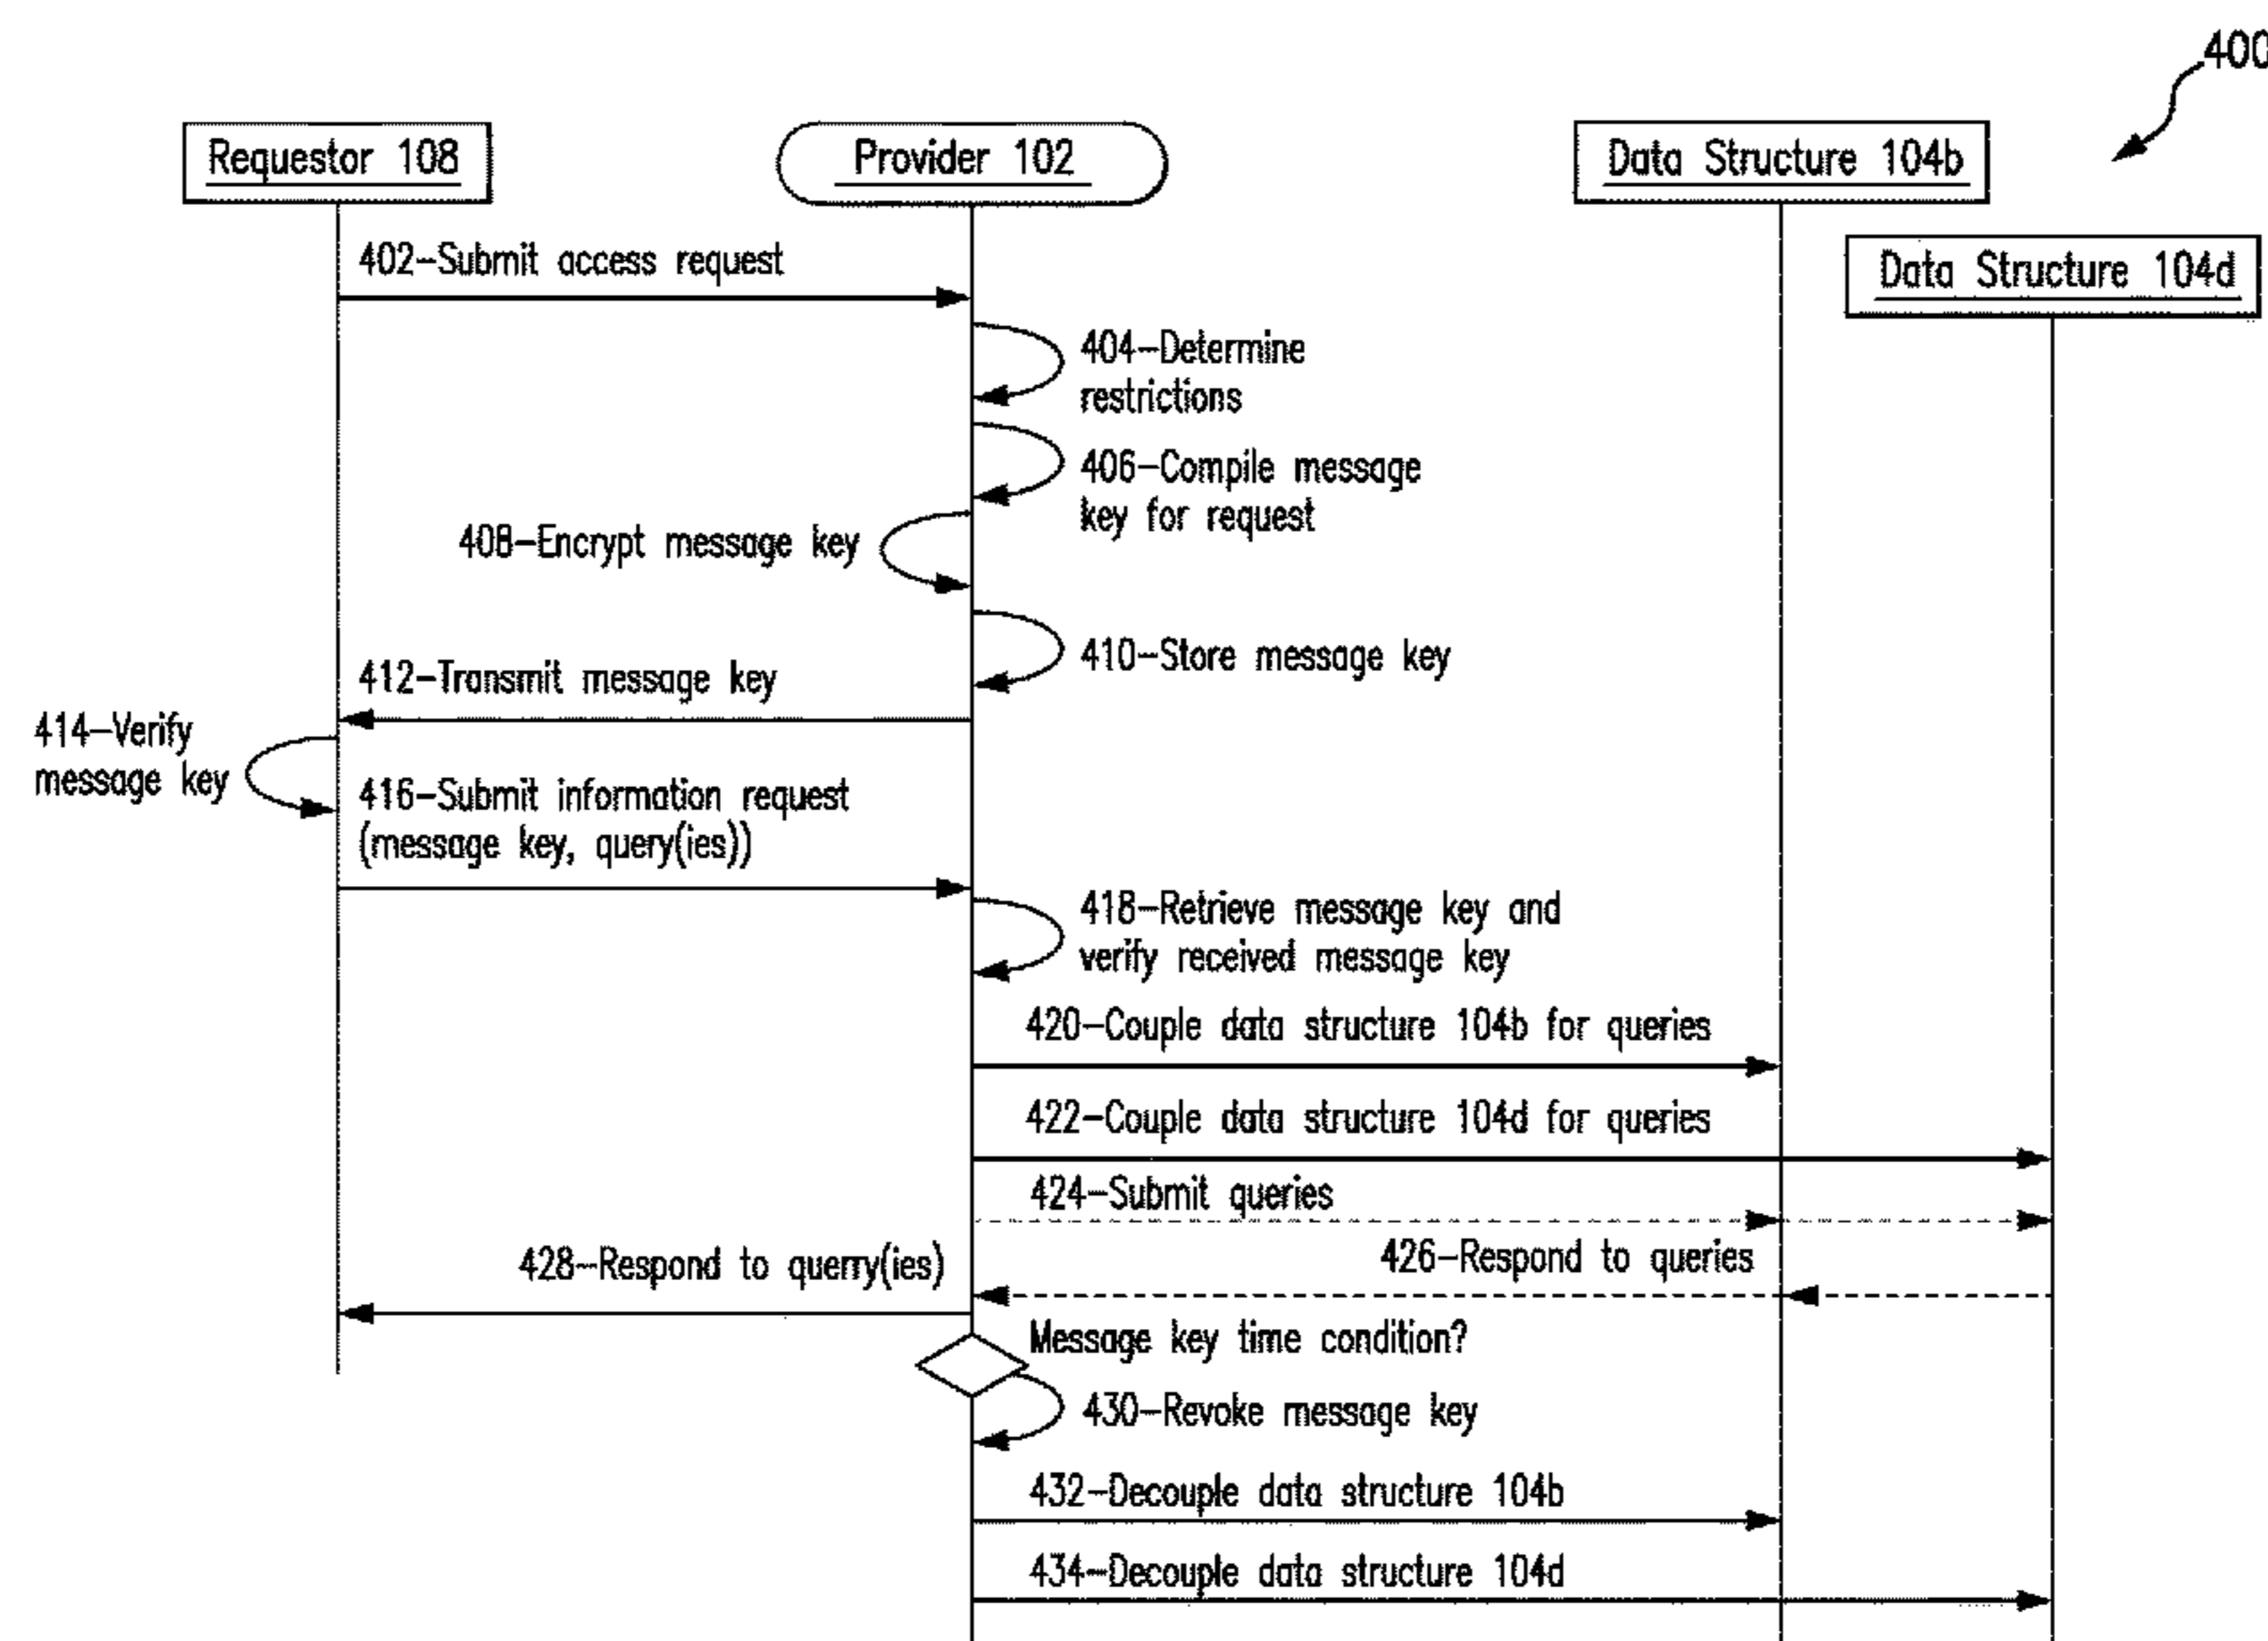 400
Requestor 108
Provider 102
Data Structure 104b
Data Structure 104d
402-Submit access request
404-Determine
restrictions
406-Compile message
key for request
408-Encrypt message key
410-Store message key
412-Transmit message key
414-Verify
message key
416-Submit information request
(message key, query(ies))
418-Retrieve message key and
verify received message key
420-Couple data structure 104b for queries
422-Couple data structure 104d for queries
424-Submit queries
426-Respond to queries
428-Respond to querry(ies)
Message key time condition?
430-Revoke message key
432-Decouple data structure 104b
434-Decouple data structure 104d